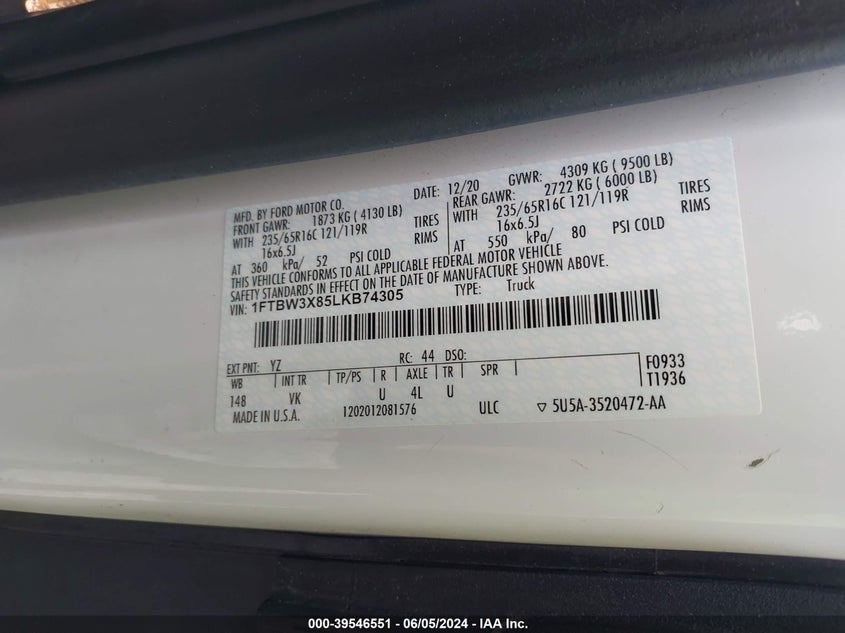 MFD. BY FORD MOTOR CO. DATE: 12/20 GVWR: 4309 KG ( 9500 LB)
FRONT GAWR: 1873 KG ( 4130 LB) REAR GAWR: 2722 KG ( 6000 LB)
WITH 235/65R16C 121/119R TIRES WITH 235/65R16C 121/119R TIRES
16x6.5J RIMS 16x6.5J RIMS
AT 360 kPa/ 52 PSI COLD AT 550 kPa/ 80 PSI COLD
THIS VEHICLE CONFORMS TO ALL APPLICABLE FEDERAL MOTOR VEHICLE
SAFETY STANDARDS IN EFFECT ON THE DATE OF MANUFACTURE SHOWN ABOVE.
VIN: 1FTBW3X85LKB74305 TYPE: Truck
EXT PNT: YZ RC: 44 DSO: F0933
WB INT TR TP/PS R AXLE TR SPR T1936
148 VK U 4L U
MADE IN U.S.A. 1202012081576 ULC ▽ 5U5A-3520472-AA
000-39546551 - 06/05/2024 - IAA Inc.